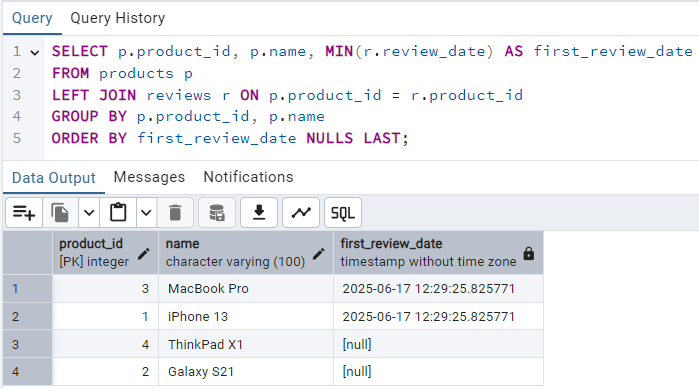 Query Query History
1 SELECT p.product_id, p.name, MIN(r.review_date) AS first_review_date
2 FROM products p
3 LEFT JOIN reviews r ON p.product_id = r.product_id
4 GROUP BY p.product_id, p.name
5 ORDER BY first_review_date NULLS LAST;
Data Output Messages Notifications
SQL
product_id name first_review_date
[PK] integer character varying (100) timestamp without time zone
1 3 MacBook Pro 2025-06-17 12:29:25.825771
2 1 iPhone 13 2025-06-17 12:29:25.825771
3 4 ThinkPad X1 [null]
4 2 Galaxy S21 [null]